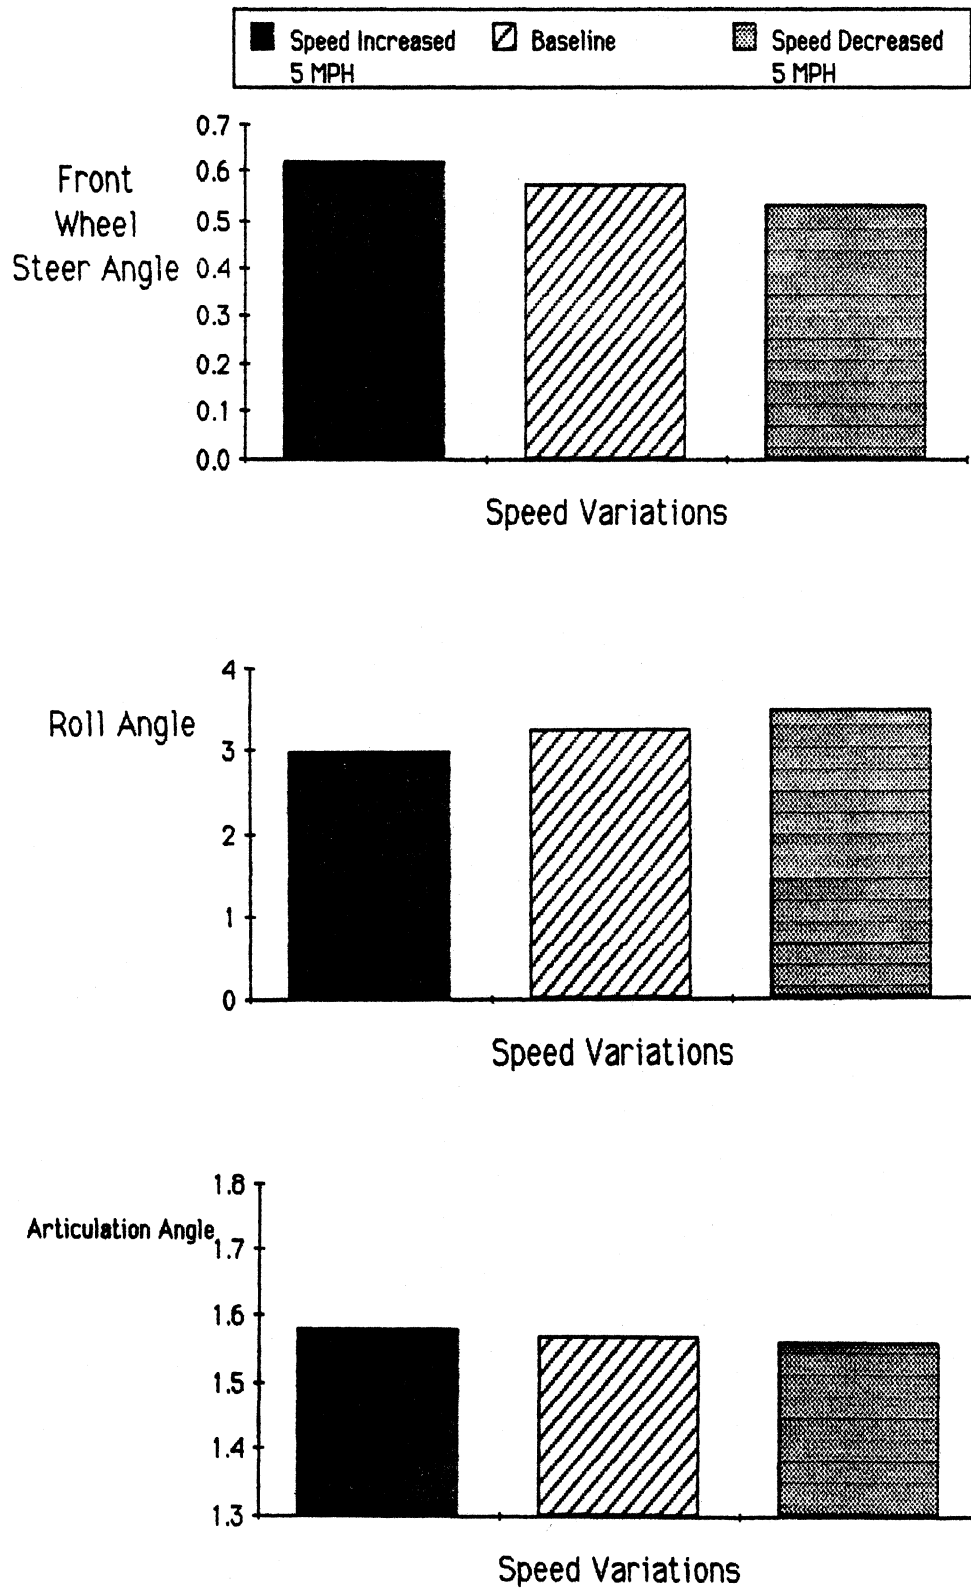 Speed Increased 5 MPH
Baseline
Speed Decreased 5 MPH
0.7
0.6
0.5
0.4
0.3
0.2
0.1
0.0
Front
Wheel
Steer Angle
Speed Variations
4
3
2
1
0
Roll Angle
Speed Variations
1.8
1.7
1.6
1.5
1.4
1.3
Articulation Angle
Speed Variations